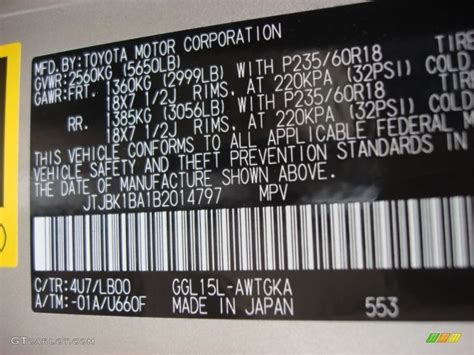 MFD.BY:TOYOTA MOTOR CORPORATION
GVWR:2560KG (5650LB)
GAWR:FRT. 1360KG (2999LB) WITH P235/60R18 TIRE
18X7 1/2J RIMS, AT 220KPA (32PSI) COLD
RR. 1385KG (3056LB) WITH P235/60R18 TIRE
18X7 1/2J RIMS, AT 220KPA (32PSI) COLD
THIS VEHICLE CONFORMS TO ALL APPLICABLE FEDERAL
VEHICLE SAFETY AND THEFT PREVENTION STANDARD
THE DATE OF MANUFACTURE SHOWN ABOVE.
JTJBK1BA1B2014797 MPV
C/TR:4U7/LB00 GGL15L-AWTGKA
A/TM:-01A/U660F MADE IN JAPAN 553
GTCARLOT.COM